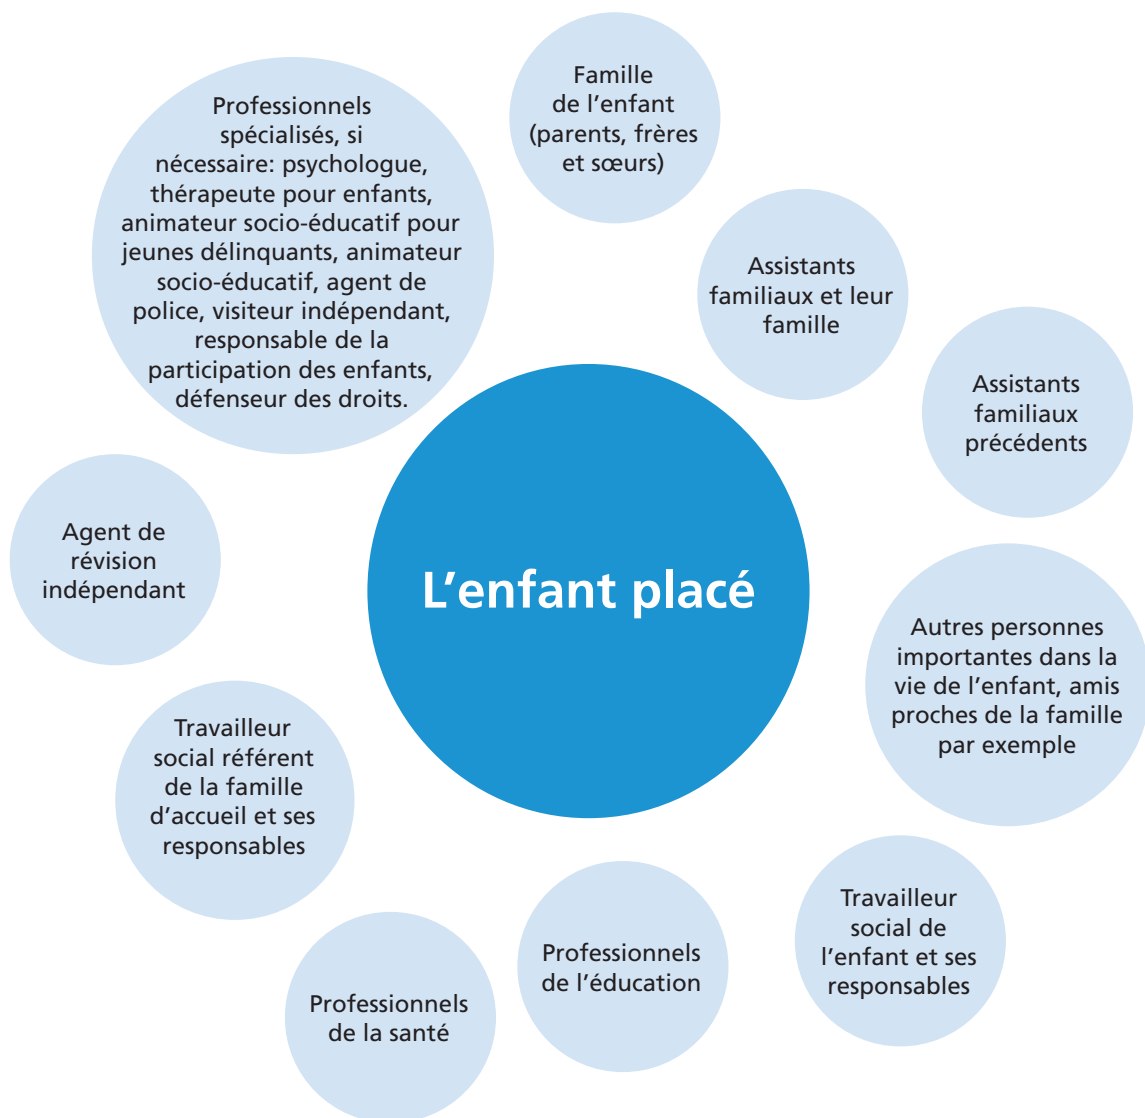 Professionnels
spécialisés, si
nécessaire: psychologue,
thérapeute pour enfants,
animateur socio-éducatif pour
jeunes délinquants, animateur
socio-éducatif, agent de
police, visiteur indépendant,
responsable de la
participation des enfants,
défenseur des droits.
Famille
de l’enfant
(parents, frères
et sœurs)
Assistants
familiaux et leur
famille
Assistants
familiaux
précédents
Autres personnes
importantes dans la
vie de l’enfant, amis
proches de la famille
par exemple
Travailleur
social de
l’enfant et ses
responsables
Professionnels
de l’éducation
Professionnels
de la santé
Travailleur
social référent
de la famille
d’accueil et ses
responsables
Agent de
révision
indépendant
L’enfant placé